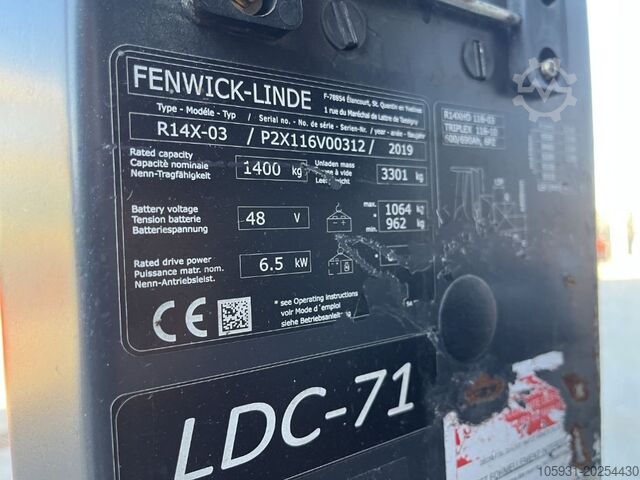 FENWICK-LINDE
F-78854 Élancourt, St. Quentin en Yvelines
1 rue du Maréchal de Lattre de Tassigny
Type - Modèle - Typ / Serial no. - No. de série - Serien-Nr. / year - année - Baujahr
R14X-03 / P2X116V00312 / 2019
Rated capacity
Capacité nominale
Nenn-Tragfähigkeit
1400 kg
Unladen mass
à vide
3301 kg
Battery voltage
Tension batterie
Batteriespannung
48 V
max. * 1064 kg
min. * 962 kg
Rated drive power
Puissance matr. nom.
Nenn-Antriebsleist.
6.5 kW
* see Operating instructions
voir Mode d'emploi
siehe Betriebsanleitung
CE
R14XHD 116-03
TRIPLEX 116-10
LDC-71
105931-20254430